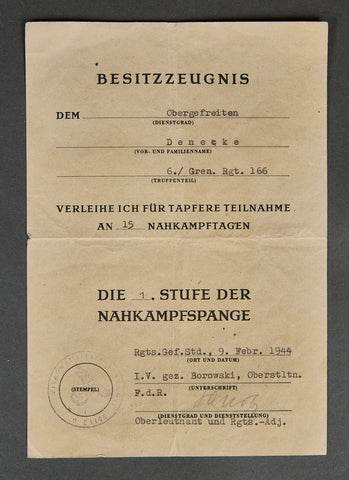 BESITZZEUGNIS
DEM Obergefreiten
(DIENSTGRAD)
Denecke
(VOR- UND FAMILIENNAME)
6./ Gren. Rgt. 166
(TRUPPENTEIL)
VERLEIHE ICH FÜR TAPFERE TEILNAHME
AN 15 NAHKAMPFTAGEN
DIE 1. STUFE DER
NAHKAMPFSPANGE
Rgts.Gef.Std., 9. Febr. 1944
(ORT UND DATUM)
I.V. gez. Borowski, Oberstltn.
(UNTERSCHRIFT)
F.d.R.
(STEMPEL)
(DIENSTGRAD UND DIENSTSTELLUNG)
Oberleutnant und Rgts.-Adj.